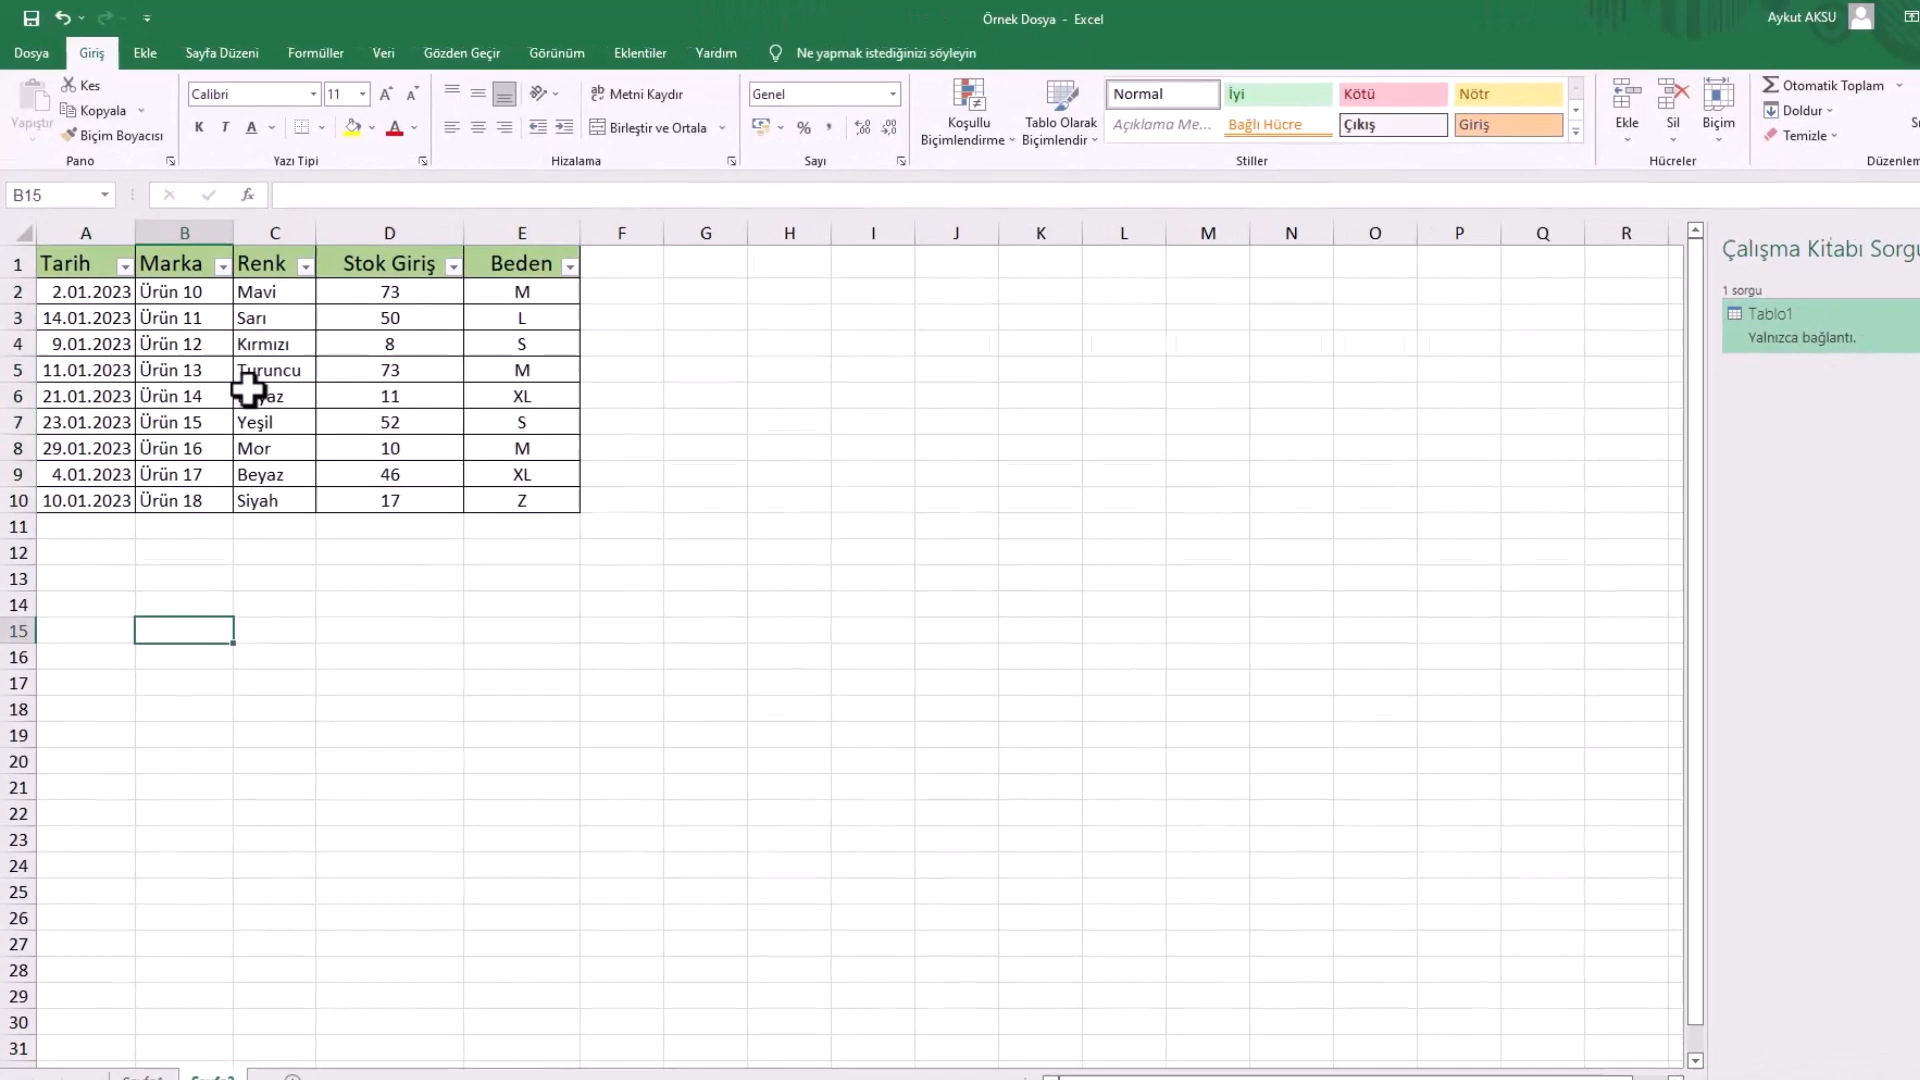 Örnek Dosya - Excel
Aykut AKSU
Dosya Giriş Ekle Sayfa Düzeni Formüller Veri Gözden Geçir Görünüm Eklentiler Yardım Ne yapmak istediğinizi söyleyin
Yapıştır
Kes
Kopyala
Biçim Boyacısı
Pano
Calibri 11
K T A
Yazı Tipi
Metni Kaydır
Birleştir ve Ortala
Hizalama
Genel
Sayı
Koşullu Biçimlendirme
Tablo Olarak Biçimlendir
Normal İyi Kötü Nötr
Açıklama Me... Bağlı Hücre Çıkış Giriş
Stiller
Ekle Sil Biçim
Hücreler
Otomatik Toplam
Doldur
Temizle
B15 fx
A B C D E F G H I J K L M N O P Q R
1 Tarih Marka Renk Stok Giriş Beden
2 2.01.2023 Ürün 10 Mavi 73 M
3 14.01.2023 Ürün 11 Sarı 50 L
4 9.01.2023 Ürün 12 Kırmızı 8 S
5 11.01.2023 Ürün 13 Turuncu 73 M
6 21.01.2023 Ürün 14 11 XL
7 23.01.2023 Ürün 15 Yeşil 52 S
8 29.01.2023 Ürün 16 Mor 10 M
9 4.01.2023 Ürün 17 Beyaz 46 XL
10 10.01.2023 Ürün 18 Siyah 17 Z
11
12
13
14
15
16
17
18
19
20
21
22
23
24
25
26
27
28
29
30
31
Çalışma Kitabı
1 sorgu
Tablo1
Yalnızca bağlantı.